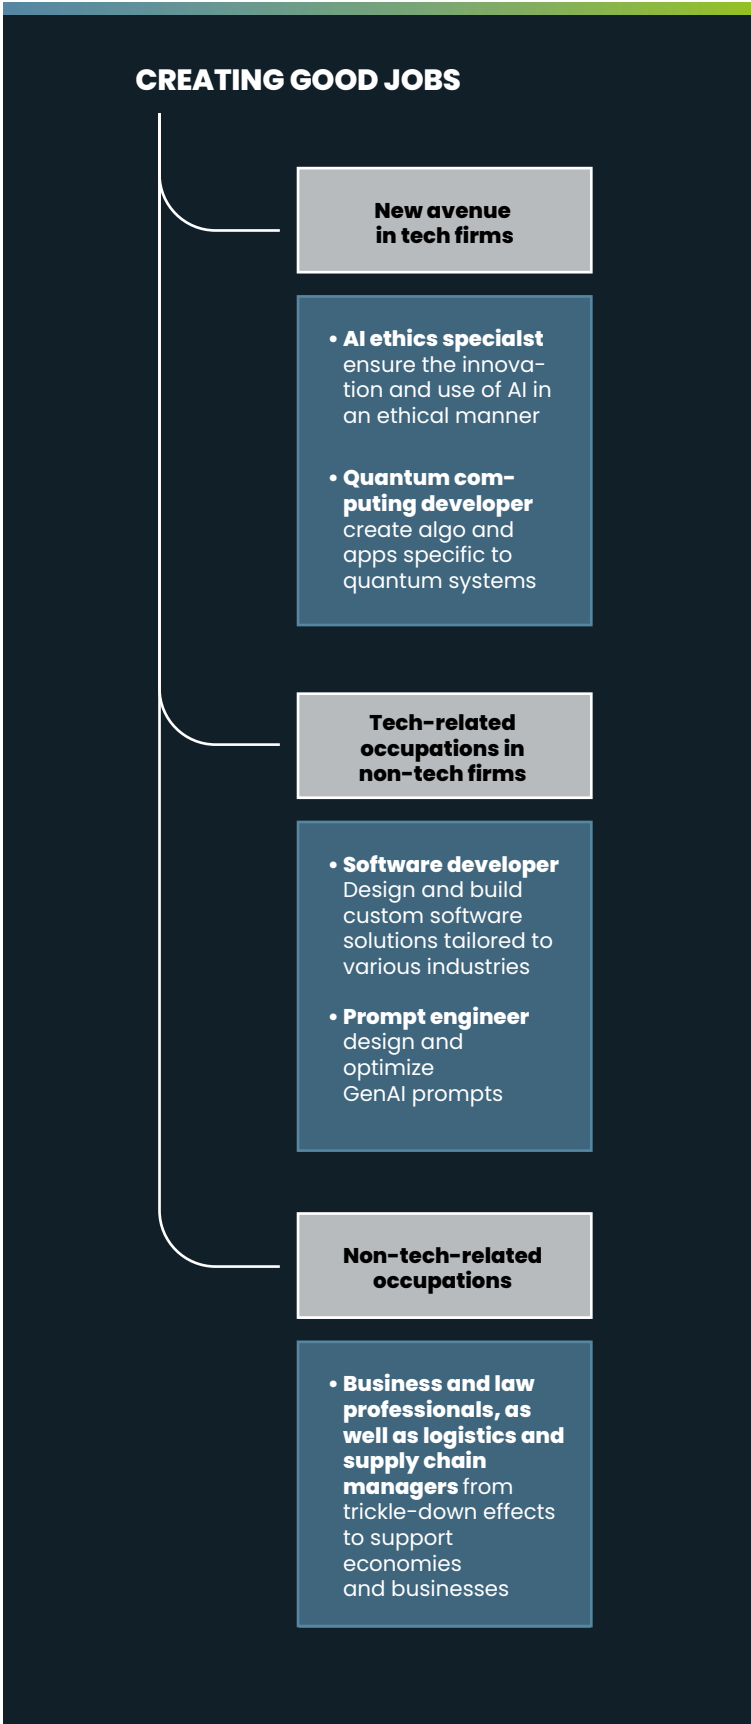 CREATING GOOD JOBS
New avenue
in tech firms
• AI ethics specialst
ensure the innova-
tion and use of AI in
an ethical manner
• Quantum com-
puting developer
create algo and
apps specific to
quantum systems
Tech-related
occupations in
non-tech firms
• Software developer
Design and build
custom software
solutions tailored to
various industries
• Prompt engineer
design and
optimize
GenAI prompts
Non-tech-related
occupations
• Business and law
professionals, as
well as logistics and
supply chain
managers from
trickle-down effects
to support
economies
and businesses